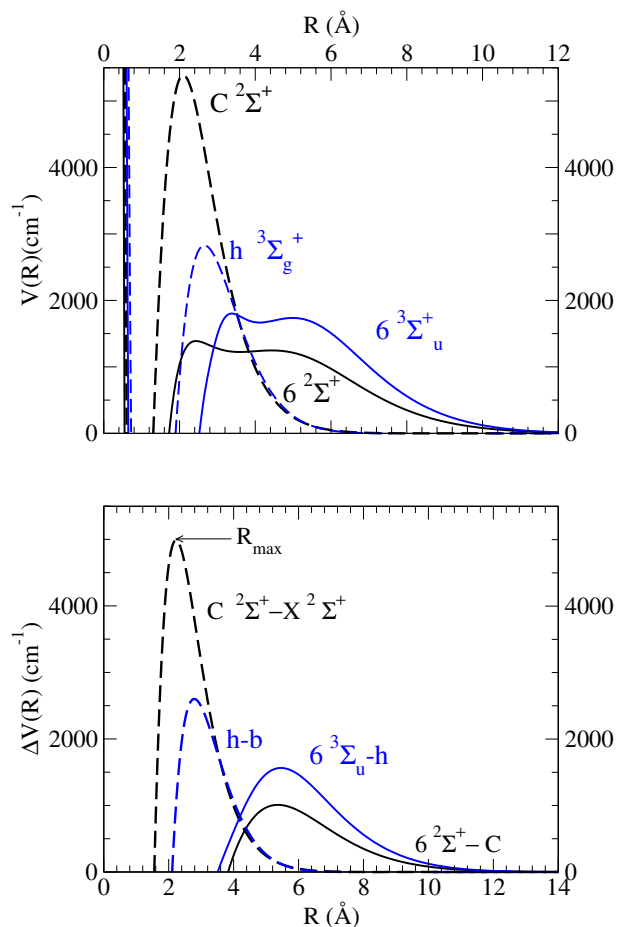 R (Å)
0 2 4 6 8 10 12
C ²Σ⁺
4000 4000
h ³Σg⁺
V(R)(cm⁻¹)
2000 2000
6 ³Σ⁺u
6 ²Σ⁺
0 0
Rmax
4000 4000
C ²Σ⁺–X ² Σ⁺
ΔV(R) (cm⁻¹)
2000 2000
h-b 6 ³Σu-h
6 ²Σ⁺– C
0 0
0 2 4 6 8 10 12 14
R (Å)